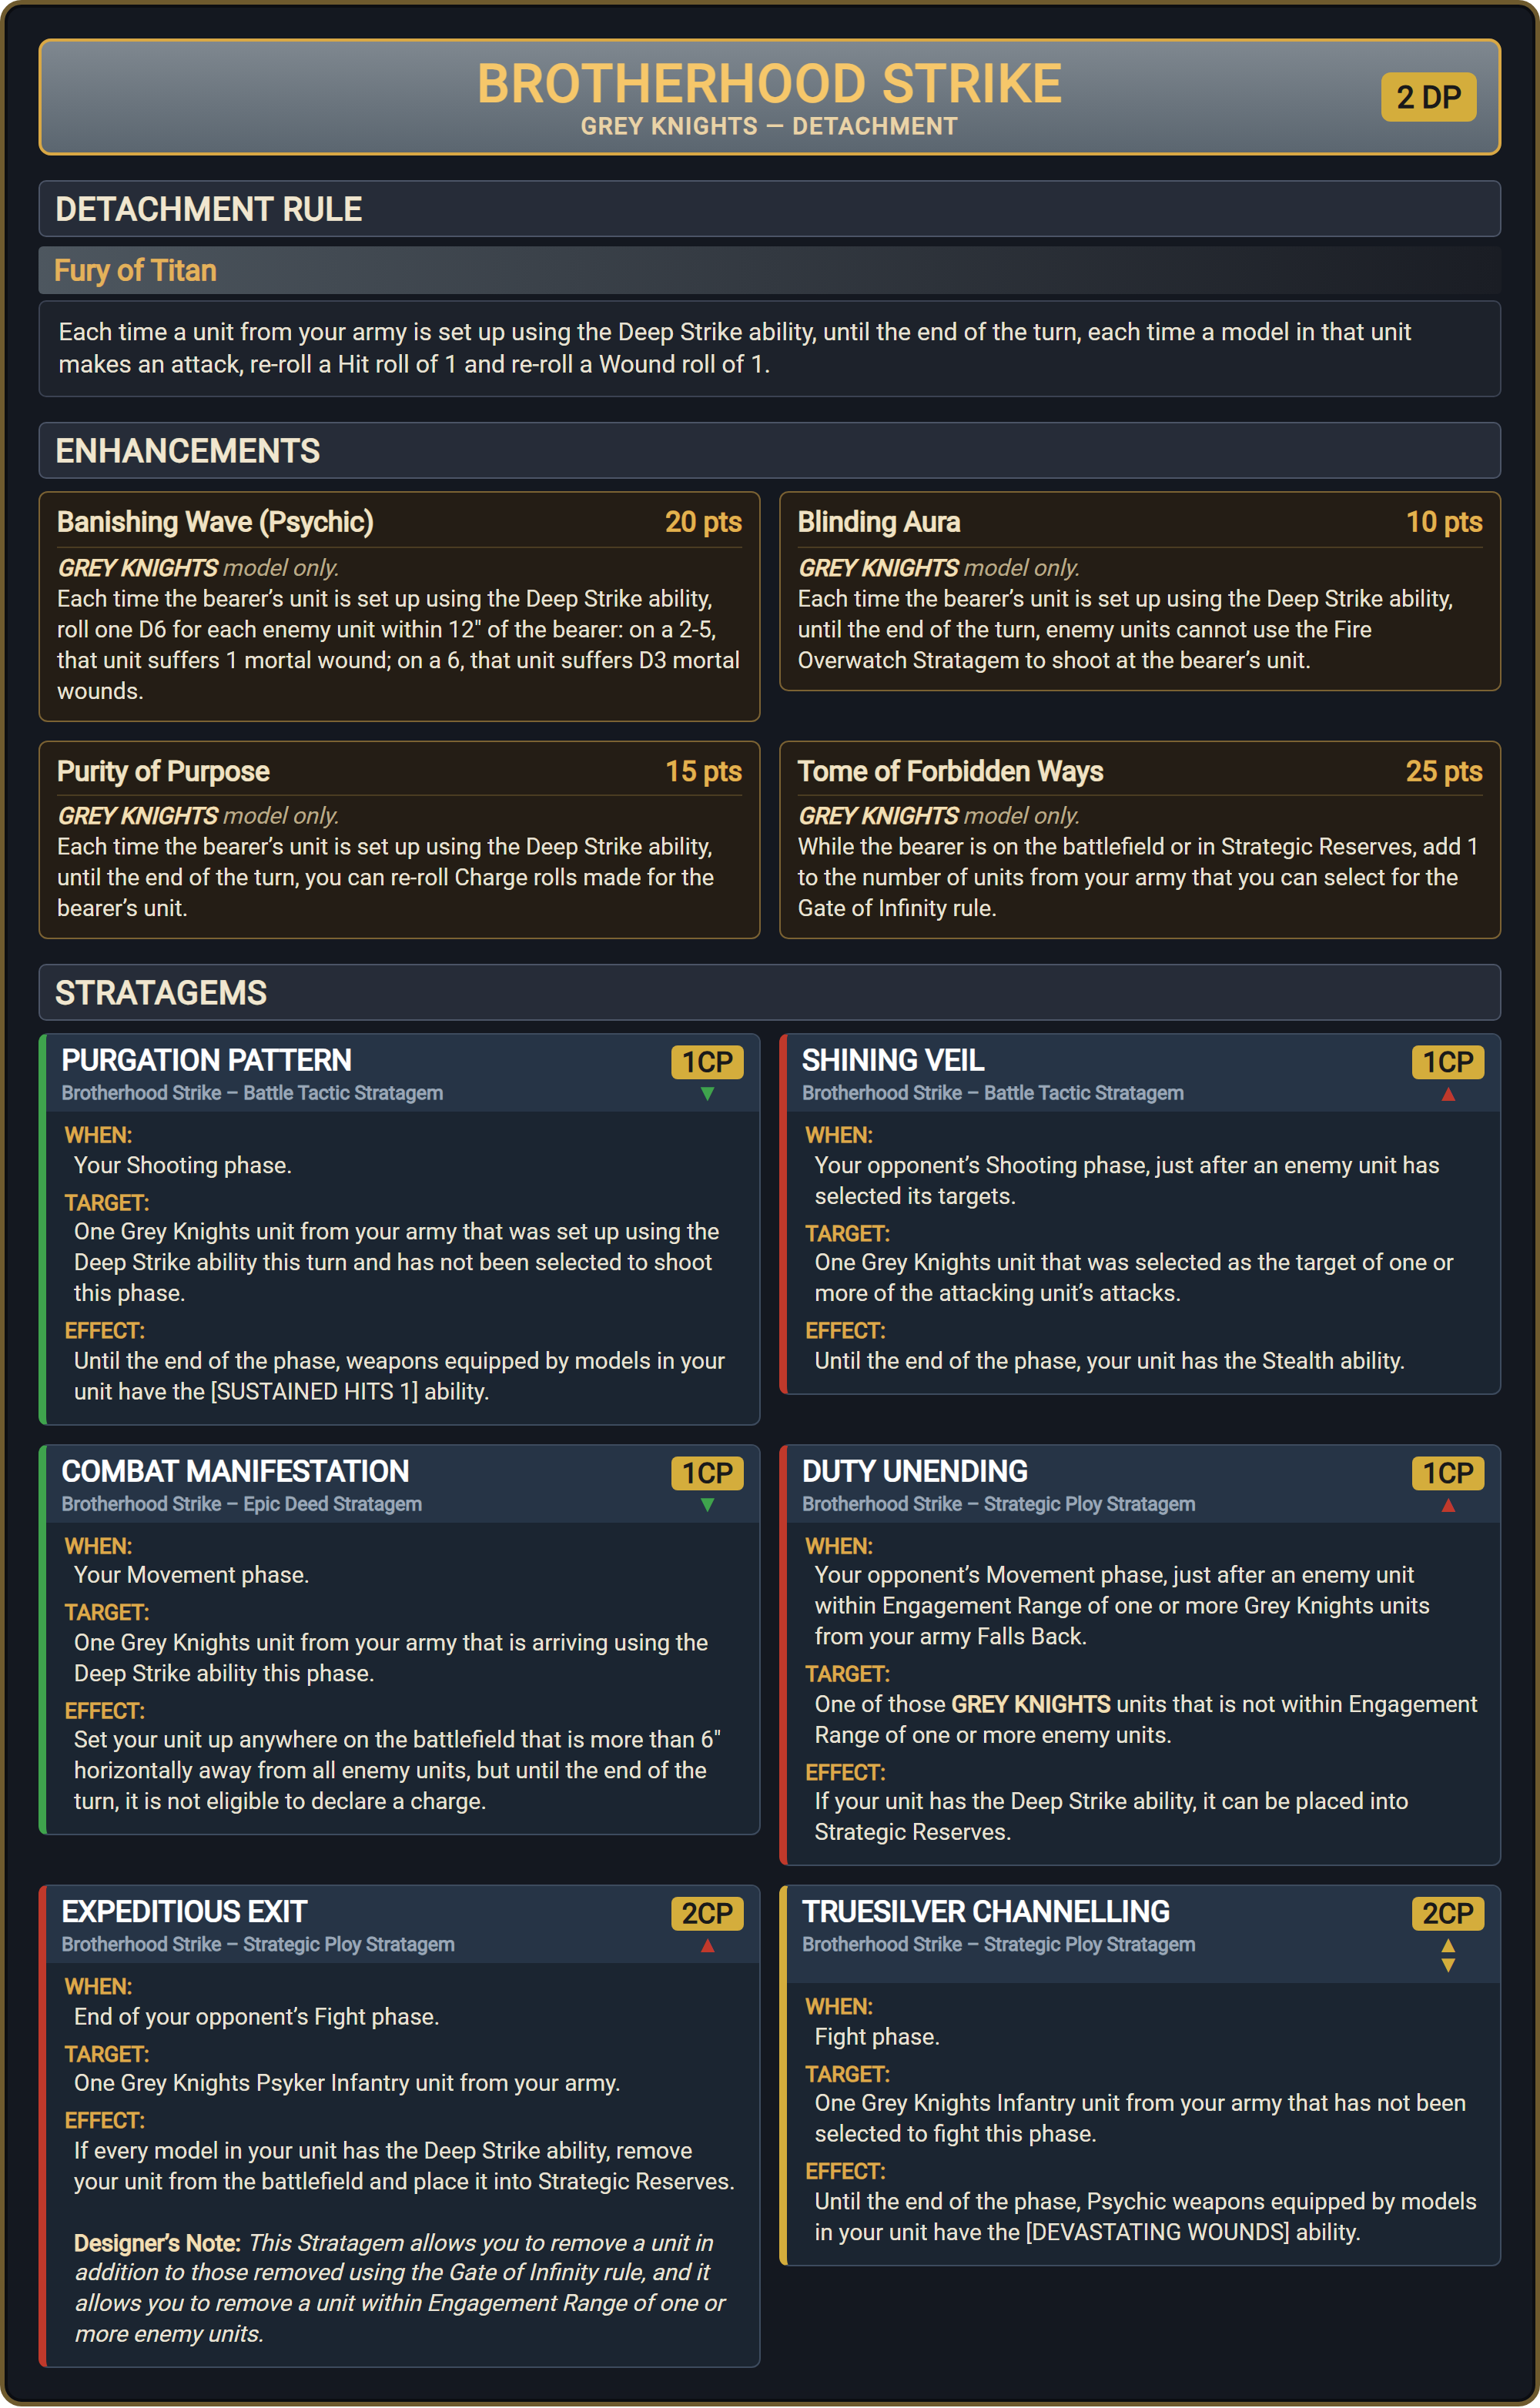 BROTHERHOOD STRIKE
GREY KNIGHTS — DETACHMENT
2 DP
DETACHMENT RULE
Fury of Titan
Each time a unit from your army is set up using the Deep Strike ability, until the end of the turn, each time a model in that unit
makes an attack, re-roll a Hit roll of 1 and re-roll a Wound roll of 1.
ENHANCEMENTS
Banishing Wave (Psychic) 20 pts
GREY KNIGHTS model only.
Each time the bearer’s unit is set up using the Deep Strike ability,
roll one D6 for each enemy unit within 12" of the bearer: on a 2-5,
that unit suffers 1 mortal wound; on a 6, that unit suffers D3 mortal
wounds.
Blinding Aura 10 pts
GREY KNIGHTS model only.
Each time the bearer’s unit is set up using the Deep Strike ability,
until the end of the turn, enemy units cannot use the Fire
Overwatch Stratagem to shoot at the bearer’s unit.
Purity of Purpose 15 pts
GREY KNIGHTS model only.
Each time the bearer’s unit is set up using the Deep Strike ability,
until the end of the turn, you can re-roll Charge rolls made for the
bearer’s unit.
Tome of Forbidden Ways 25 pts
GREY KNIGHTS model only.
While the bearer is on the battlefield or in Strategic Reserves, add 1
to the number of units from your army that you can select for the
Gate of Infinity rule.
STRATAGEMS
PURGATION PATTERN 1CP
Brotherhood Strike – Battle Tactic Stratagem ▼
WHEN:
Your Shooting phase.
TARGET:
One Grey Knights unit from your army that was set up using the
Deep Strike ability this turn and has not been selected to shoot
this phase.
EFFECT:
Until the end of the phase, weapons equipped by models in your
unit have the [SUSTAINED HITS 1] ability.
SHINING VEIL 1CP
Brotherhood Strike – Battle Tactic Stratagem ▲
WHEN:
Your opponent’s Shooting phase, just after an enemy unit has
selected its targets.
TARGET:
One Grey Knights unit that was selected as the target of one or
more of the attacking unit’s attacks.
EFFECT:
Until the end of the phase, your unit has the Stealth ability.
COMBAT MANIFESTATION 1CP
Brotherhood Strike – Epic Deed Stratagem ▼
WHEN:
Your Movement phase.
TARGET:
One Grey Knights unit from your army that is arriving using the
Deep Strike ability this phase.
EFFECT:
Set your unit up anywhere on the battlefield that is more than 6"
horizontally away from all enemy units, but until the end of the
turn, it is not eligible to declare a charge.
DUTY UNENDING 1CP
Brotherhood Strike – Strategic Ploy Stratagem ▲
WHEN:
Your opponent’s Movement phase, just after an enemy unit
within Engagement Range of one or more Grey Knights units
from your army Falls Back.
TARGET:
One of those GREY KNIGHTS units that is not within Engagement
Range of one or more enemy units.
EFFECT:
If your unit has the Deep Strike ability, it can be placed into
Strategic Reserves.
EXPEDITIOUS EXIT 2CP
Brotherhood Strike – Strategic Ploy Stratagem ▲
WHEN:
End of your opponent’s Fight phase.
TARGET:
One Grey Knights Psyker Infantry unit from your army.
EFFECT:
If every model in your unit has the Deep Strike ability, remove
your unit from the battlefield and place it into Strategic Reserves.
Designer’s Note: This Stratagem allows you to remove a unit in
addition to those removed using the Gate of Infinity rule, and it
allows you to remove a unit within Engagement Range of one or
more enemy units.
TRUESILVER CHANNELLING 2CP
Brotherhood Strike – Strategic Ploy Stratagem ▲
▼
WHEN:
Fight phase.
TARGET:
One Grey Knights Infantry unit from your army that has not been
selected to fight this phase.
EFFECT:
Until the end of the phase, Psychic weapons equipped by models
in your unit have the [DEVASTATING WOUNDS] ability.